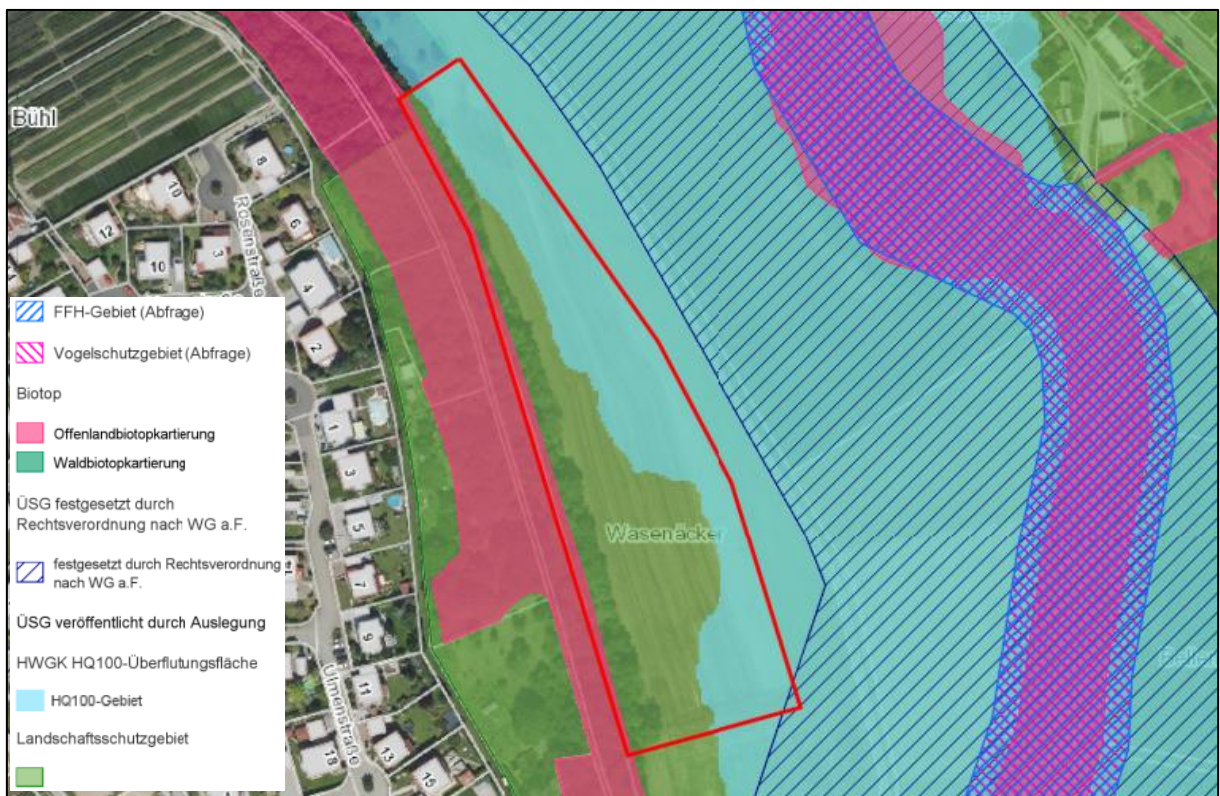 Bühl
8
10
Rosenstraße
12
6
10
3
4
2
1
3
5
7
9
Ulmenstraße
11
13
18
15
Wasenäcker
FFH-Gebiet (Abfrage)
Vogelschutzgebiet (Abfrage)
Biotop
Offenlandbiotopkartierung
Waldbiotopkartierung
ÜSG festgesetzt durch
Rechtsverordnung nach WG a.F.
festgesetzt durch Rechtsverordnung
nach WG a.F.
ÜSG veröffentlicht durch Auslegung
HWGK HQ100-Überflutungsfläche
HQ100-Gebiet
Landschaftsschutzgebiet